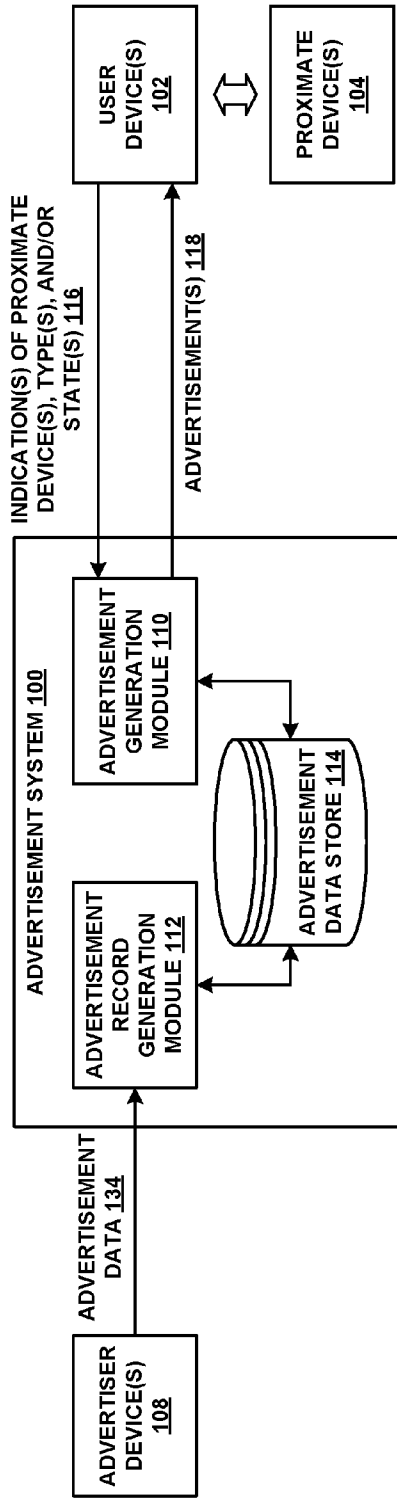 ADVERTISER
DEVICE(S)
108
ADVERTISEMENT
DATA 134
ADVERTISEMENT SYSTEM 100
ADVERTISEMENT
RECORD
GENERATION
MODULE 112
ADVERTISEMENT
GENERATION
MODULE 110
ADVERTISEMENT
DATA STORE 114
INDICATION(S) OF PROXIMATE
DEVICE(S), TYPE(S), AND/OR
STATE(S) 116
ADVERTISEMENT(S) 118
USER
DEVICE(S)
102
PROXIMATE
DEVICE(S)
104